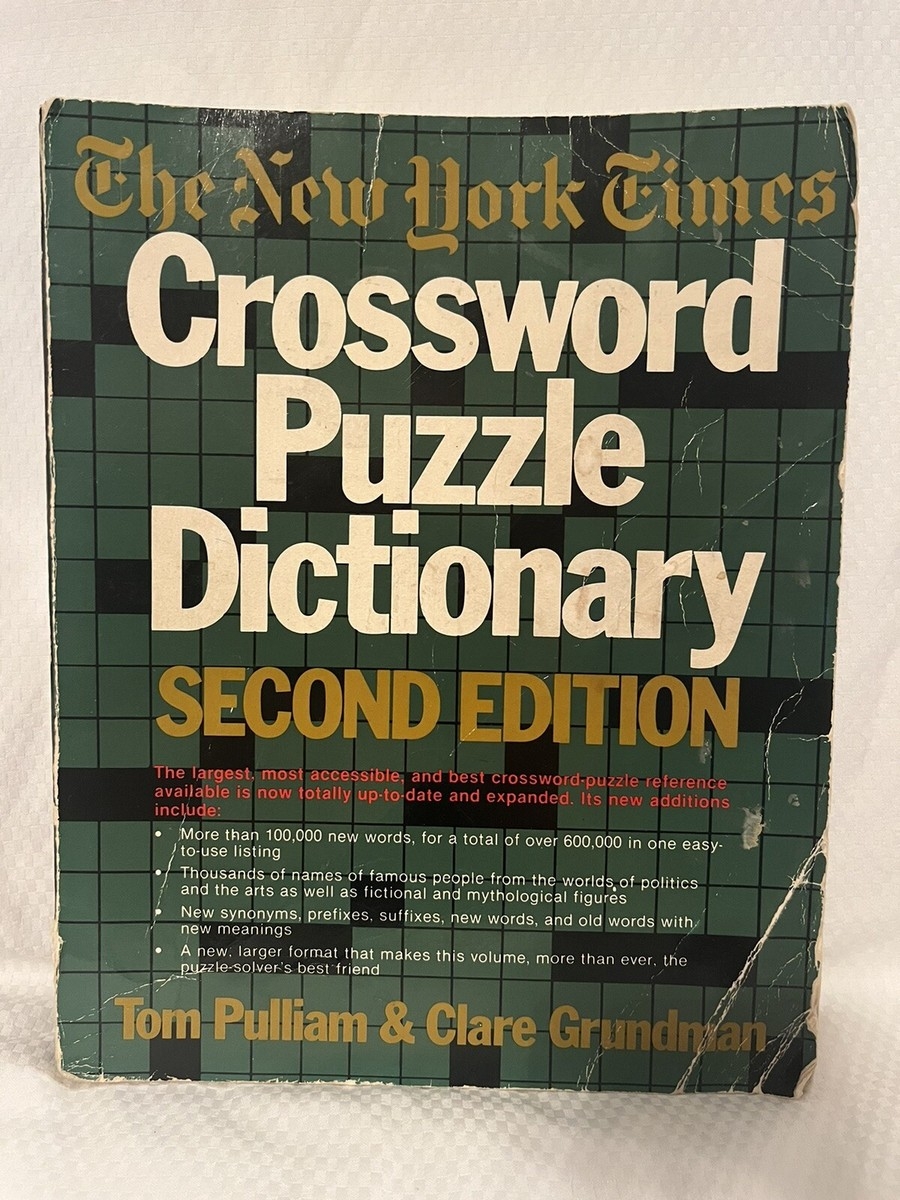 The New York Times
Crossword
Puzzle
Dictionary
SECOND EDITION
The largest, most accessible, and best crossword-puzzle reference
available is now totally up-to-date and expanded. Its new additions
include:
• More than 100,000 new words, for a total of over 600,000 in one easy-
to-use listing
• Thousands of names of famous people from the worlds of politics
and the arts as well as fictional and mythological figures
• New synonyms, prefixes, suffixes, new words, and old words with
new meanings
• A new, larger format that makes this volume, more than ever, the
puzzle-solver's best friend
Tom Pulliam & Clare Grundman